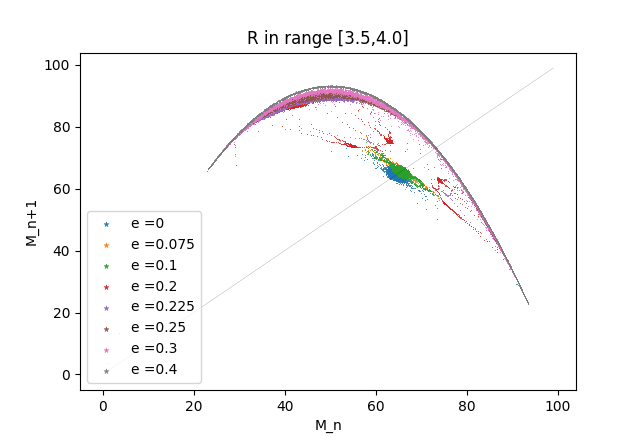 R in range [3.5,4.0]
100
80
60
40
20
0
M_n+1
e =0
e =0.075
e =0.1
e =0.2
e =0.225
e =0.25
e =0.3
e =0.4
0 20 40 60 80 100
M_n